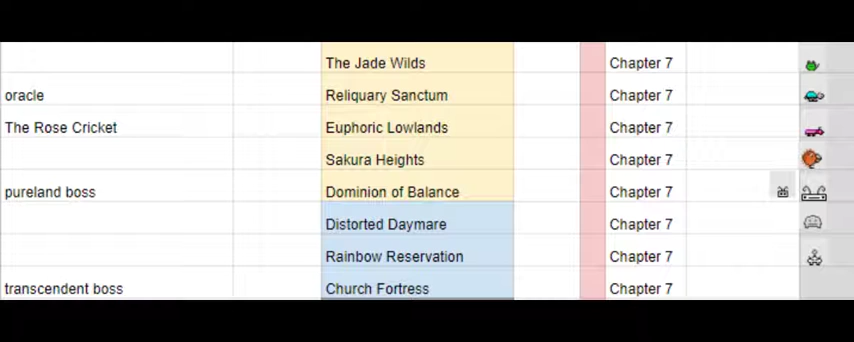 The Jade Wilds Chapter 7
oracle Reliquary Sanctum Chapter 7
The Rose Cricket Euphoric Lowlands Chapter 7
Sakura Heights Chapter 7
pureland boss Dominion of Balance Chapter 7
Distorted Daymare Chapter 7
Rainbow Reservation Chapter 7
transcendent boss Church Fortress Chapter 7